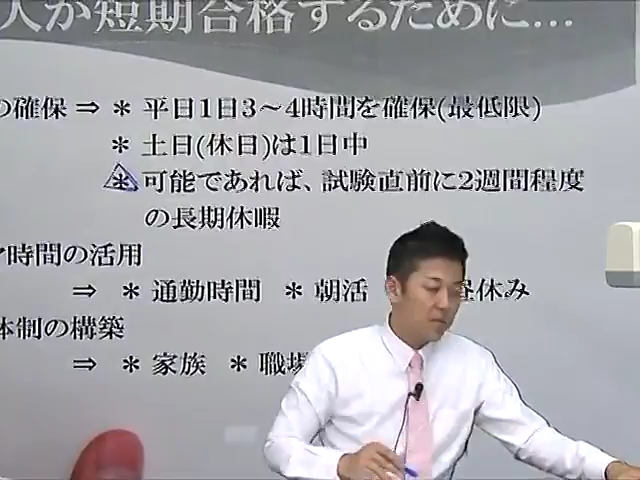 人が短期合格するために…
の確保 ⇒ * 平日1日3～4時間を確保(最低限)
* 土日(休日)は1日中
* 可能であれば、試験直前に2週間程度
の長期休暇
時間の活用
⇒ * 通勤時間 * 朝活 昼休み
体制の構築
⇒ * 家族 * 職場